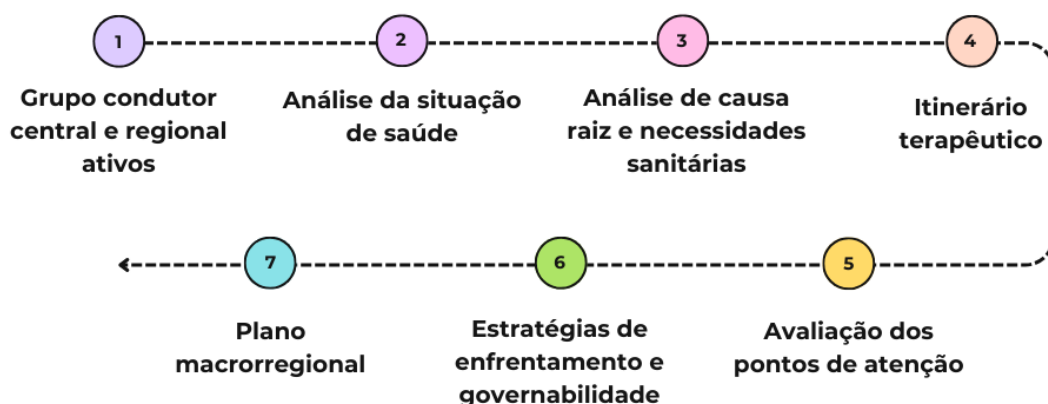 1
Grupo condutor
central e regional
ativos
2
Análise da situação
de saúde
3
Análise de causa
raiz e necessidades
sanitárias
4
Itinerário
terapêutico
5
Avaliação dos
pontos de atenção
6
Estratégias de
enfrentamento e
governabilidade
7
Plano
macrorregional